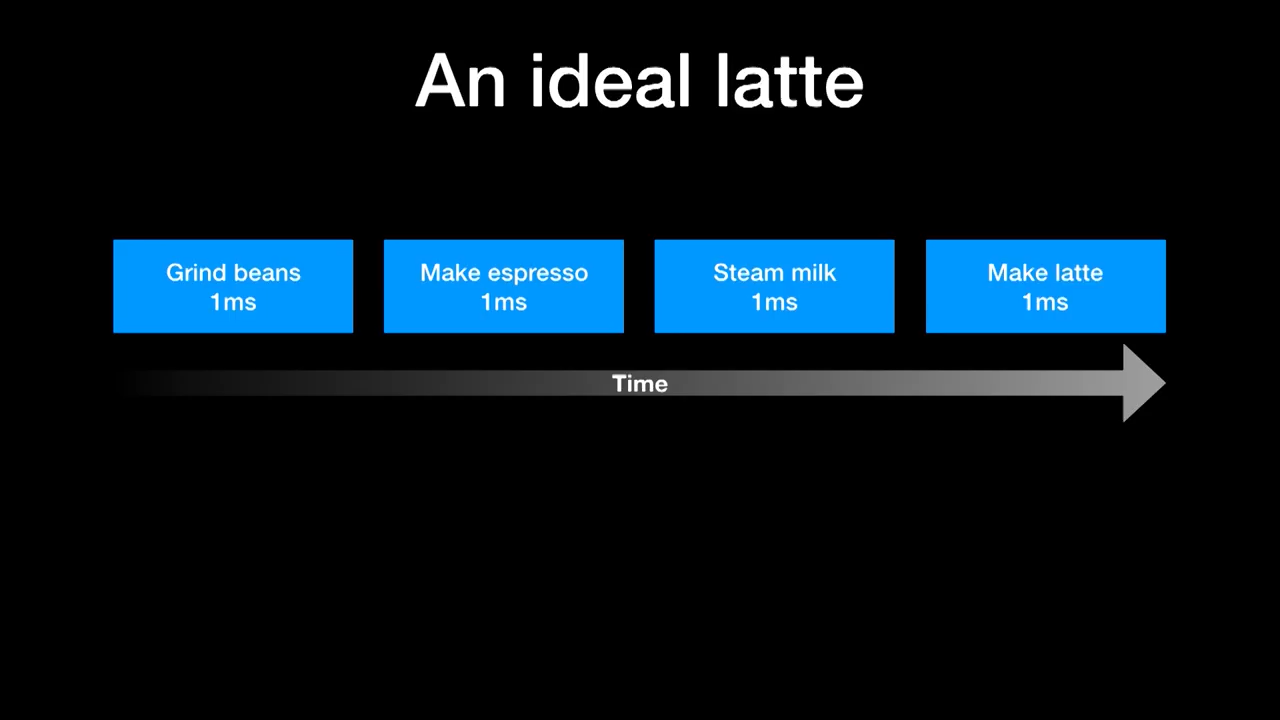 An ideal latte
Grind beans
1ms
Make espresso
1ms
Steam milk
1ms
Make latte
1ms
Time